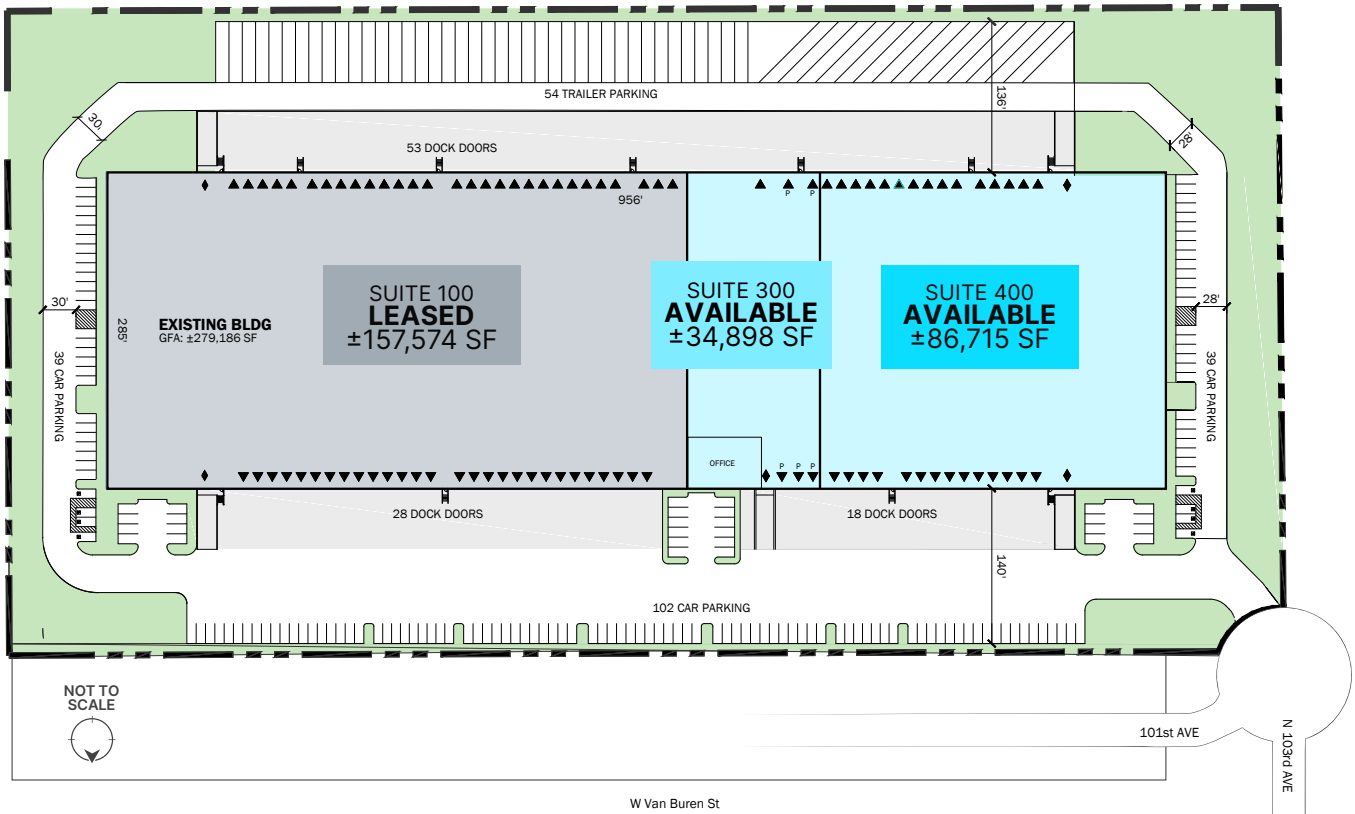 54 TRAILER PARKING
136'
30'
28'
53 DOCK DOORS
P
P
956'
SUITE 100
LEASED
±157,574 SF
SUITE 300
AVAILABLE
±34,898 SF
SUITE 400
AVAILABLE
±86,715 SF
30'
28'
285'
EXISTING BLDG
GFA: ±279,186 SF
39 CAR PARKING
39 CAR PARKING
OFFICE
P
P
P
28 DOCK DOORS
18 DOCK DOORS
140'
102 CAR PARKING
NOT TO
SCALE
101st AVE
N 103rd AVE
W Van Buren St